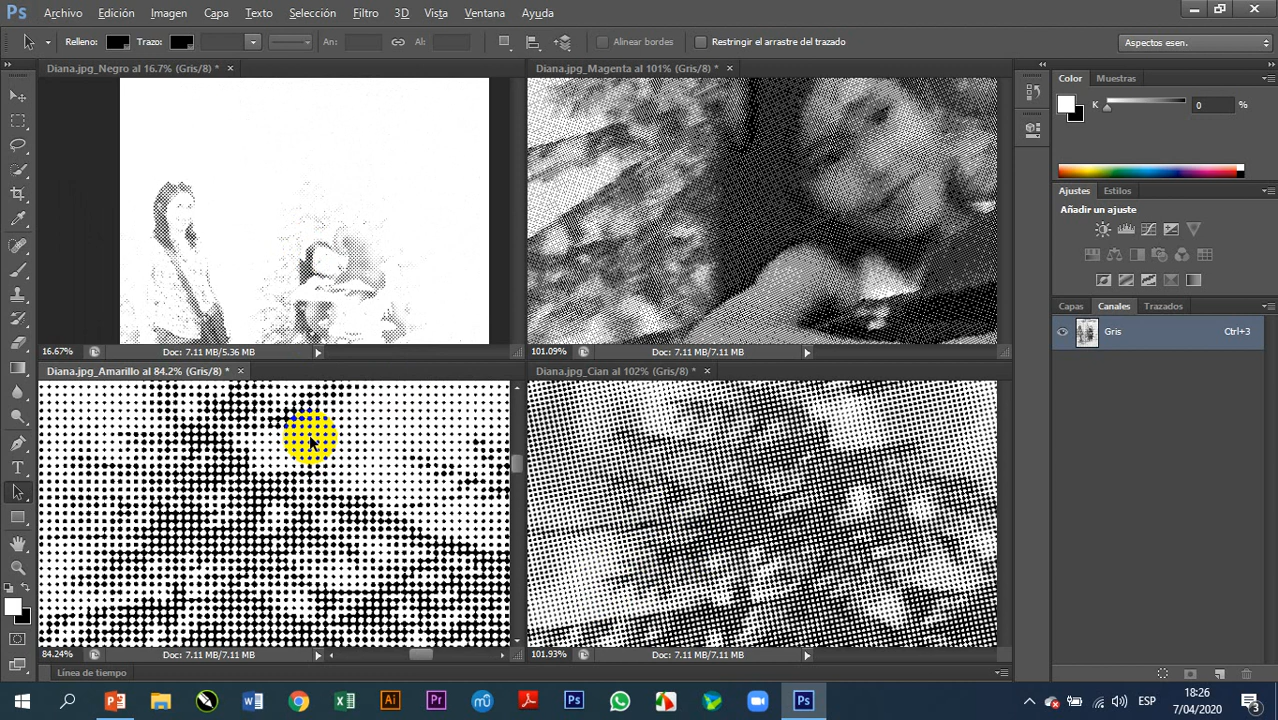 Ps Archivo Edición Imagen Capa Texto Selección Filtro 3D Vista Ventana Ayuda
Relleno: Trazo: An: Al: Alinear bordes Restringir el arrastre del trazado Aspectos esen.
Diana.jpg_Negro al 16.7% (Gris/8) * × Diana.jpg_Magenta al 101% (Gris/8) * ×
Color Muestras
K 0 %
Ajustes Estilos
Añadir un ajuste
Capas Canales Trazados
Gris Ctrl+3
16.67% Doc: 7.11 MB/5.36 MB 101.09% Doc: 7.11 MB/7.11 MB
Diana.jpg_Amarillo al 84.2% (Gris/8) * × Diana.jpg_Cian al 102% (Gris/8) * ×
84.24% Doc: 7.11 MB/7.11 MB 101.93% Doc: 7.11 MB/7.11 MB
Línea de tiempo
ESP 18:26
7/04/2020
3